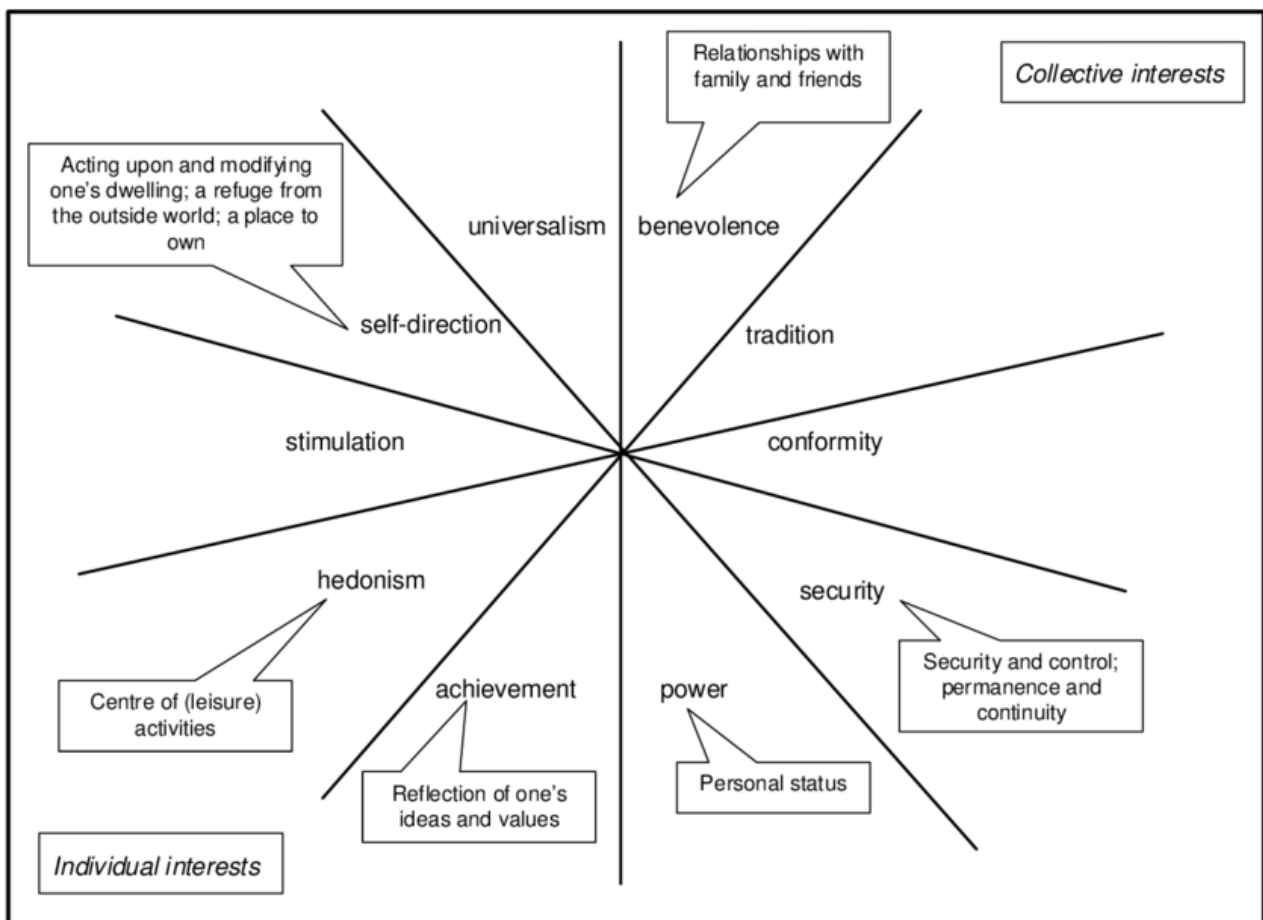 Relationships with
family and friends
Collective interests
Acting upon and modifying
one's dwelling; a refuge from
the outside world; a place to
own
universalism
benevolence
self-direction
tradition
stimulation
conformity
hedonism
security
Centre of (leisure)
activities
achievement
power
Security and control;
permanence and
continuity
Reflection of one's
ideas and values
Personal status
Individual interests